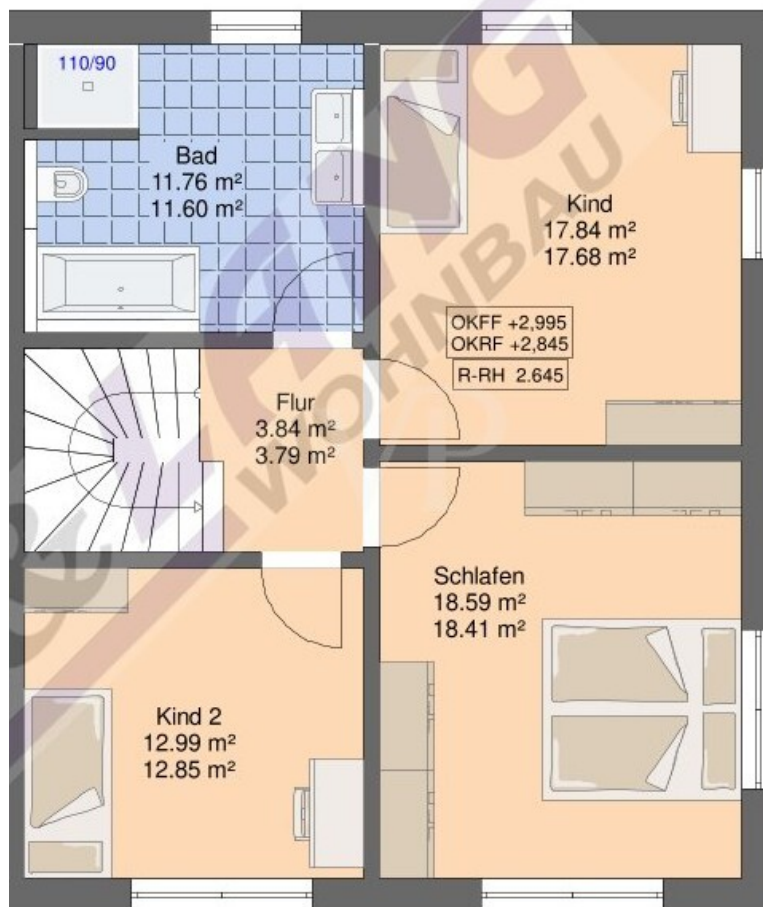 110/90
Bad
11.76 m²
11.60 m²
Kind
17.84 m²
17.68 m²
OKFF +2,995
OKRF +2,845
R-RH 2.645
Flur
3.84 m²
3.79 m²
Schlafen
18.59 m²
18.41 m²
Kind 2
12.99 m²
12.85 m²
& LANG
WOHNBAU